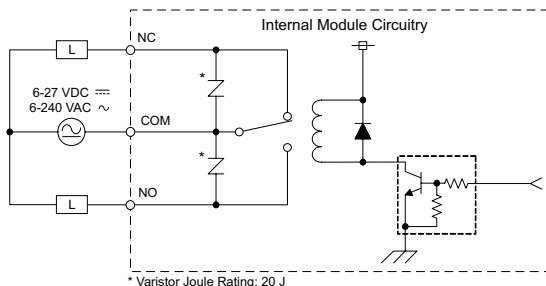 Internal Module Circuitry
NC
L
*
6-27 VDC ⎓
6-240 VAC ∿
COM
*
NO
L
* Varistor Joule Rating: 20 J